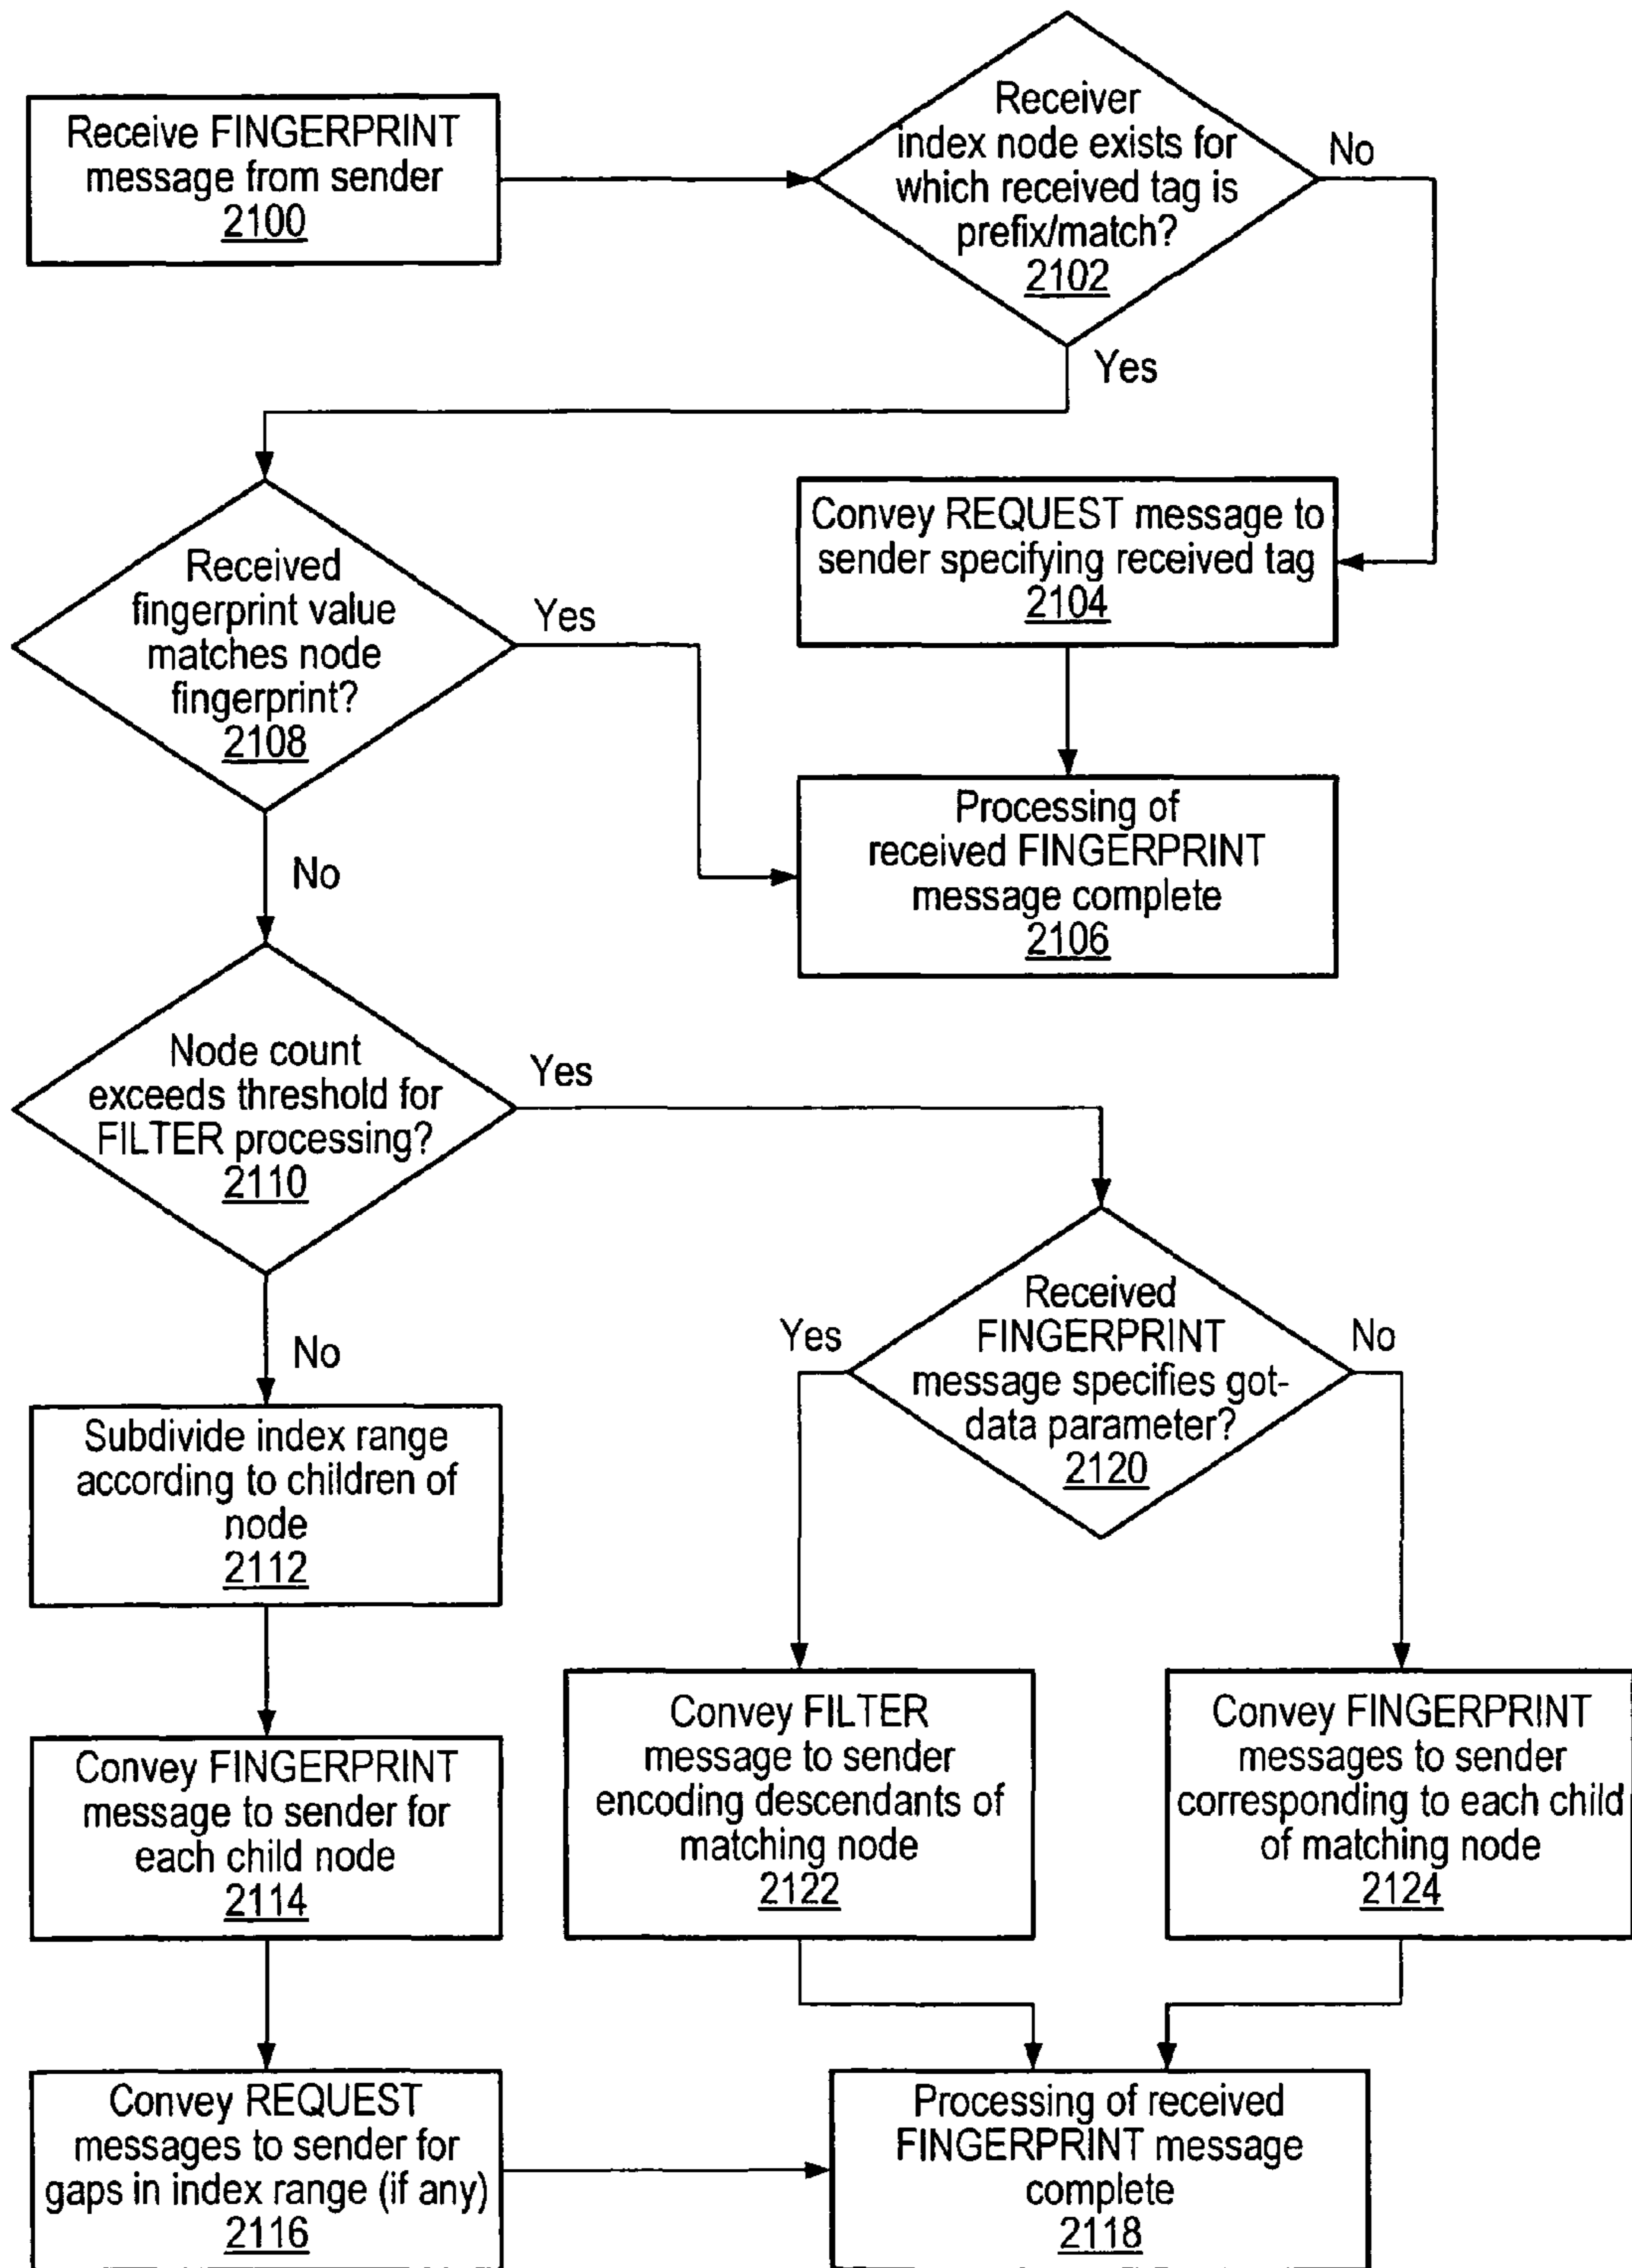 Receive FINGERPRINT
message from sender
2100
Receiver
index node exists for
which received tag is
prefix/match?
2102
No
Yes
Convey REQUEST message to
sender specifying received tag
2104
Received
fingerprint value
matches node
fingerprint?
2108
Yes
Processing of
received FINGERPRINT
message complete
2106
No
Node count
exceeds threshold for
FILTER processing?
2110
Yes
Received
FINGERPRINT
message specifies got-
data parameter?
2120
Yes
No
No
Subdivide index range
according to children of
node
2112
Convey FINGERPRINT
message to sender for
each child node
2114
Convey FILTER
message to sender
encoding descendants of
matching node
2122
Convey FINGERPRINT
messages to sender
corresponding to each child
of matching node
2124
Convey REQUEST
messages to sender for
gaps in index range (if any)
2116
Processing of received
FINGERPRINT message
complete
2118